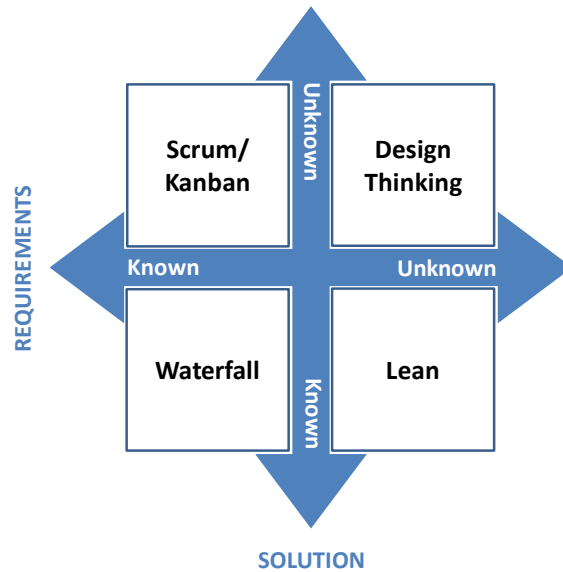 Unknown
Scrum/
Kanban
Design
Thinking
REQUIREMENTS
Known
Unknown
Waterfall
Known
Lean
SOLUTION